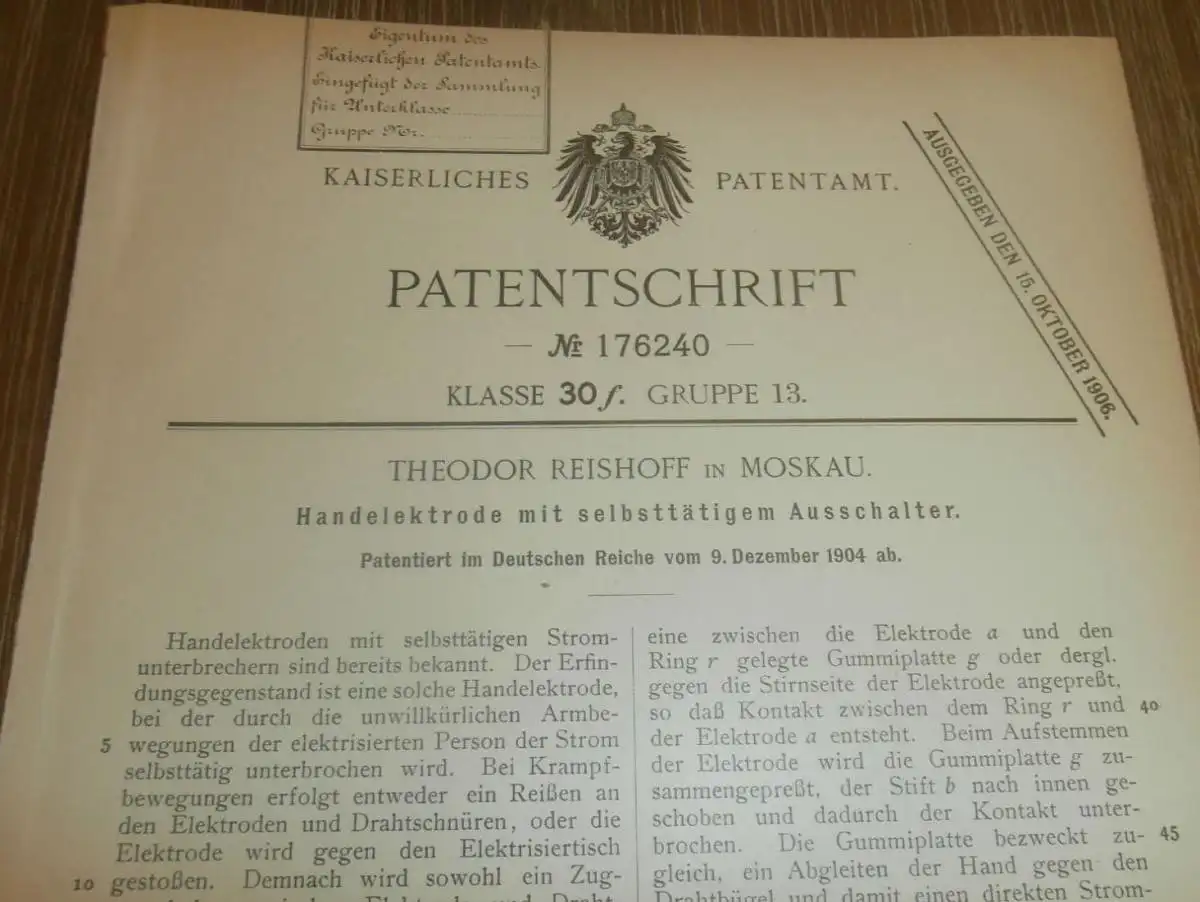 Eigentum des
Kaiserlichen Patentamts.
Eingefügt der Sammlung
für Unterklasse
Gruppe Nr.
KAISERLICHES PATENTAMT.
AUSGEGEBEN DEN 15. OKTOBER 1906.
PATENTSCHRIFT
— № 176240 —
KLASSE 30f. GRUPPE 13.
THEODOR REISHOFF IN MOSKAU.
Handelektrode mit selbsttätigem Ausschalter.
Patentiert im Deutschen Reiche vom 9. Dezember 1904 ab.
Handelektroden mit selbsttätigen Strom-
unterbrechern sind bereits bekannt. Der Erfin-
dungsgegenstand ist eine solche Handelektrode,
bei der durch die unwillkürlichen Armbe-
5 wegungen der elektrisierten Person der Strom
selbsttätig unterbrochen wird. Bei Krampf-
bewegungen erfolgt entweder ein Reißen an
den Elektroden und Drahtschnüren, oder die
Elektrode wird gegen den Elektrisiertisch
10 gestoßen. Demnach wird sowohl ein Zug-
Elektrode und Draht-
eine zwischen die Elektrode a und den
Ring r gelegte Gummiplatte g oder dergl.
gegen die Stirnseite der Elektrode angepreßt,
so daß Kontakt zwischen dem Ring r und 40
der Elektrode a entsteht. Beim Aufstemmen
der Elektrode wird die Gummiplatte g zu-
sammengepreßt, der Stift b nach innen ge-
schoben und dadurch der Kontakt unter-
brochen. Die Gummiplatte bezweckt zu- 45
gleich, ein Abgleiten der Hand gegen den
Drahtbügel und damit einen direkten Strom-